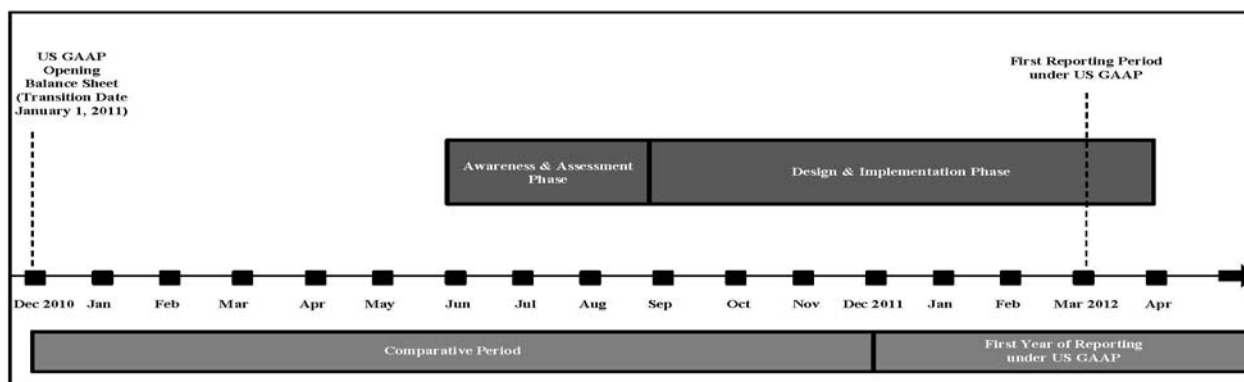 US GAAP
Opening
Balance Sheet
(Transition Date
January 1, 2011)
First Reporting Period
under US GAAP
Awareness & Assessment
Phase
Design & Implementation Phase
Dec 2010 Jan Feb Mar Apr May Jun Jul Aug Sep Oct Nov Dec 2011 Jan Feb Mar 2012 Apr
Comparative Period
First Year of Reporting
under US GAAP